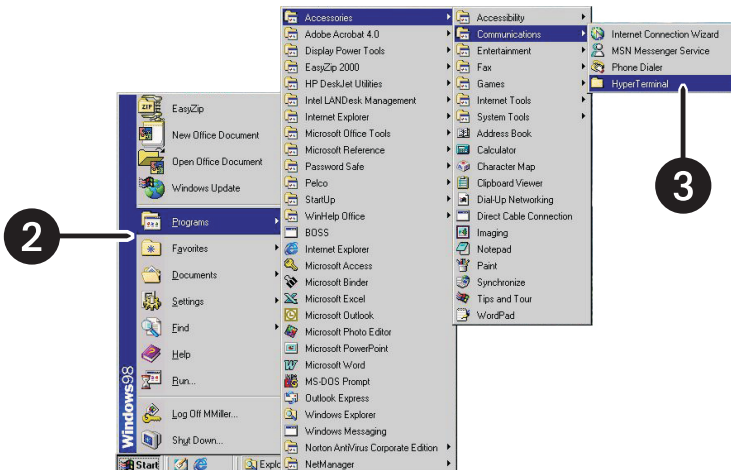 EasyZip
New Office Document
Open Office Document
Windows Update
Programs
Favorites
Documents
Settings
Find
Help
Run...
Log Off MMiller...
Shut Down...
Windows98
Start
Explo
2
Accessories
Adobe Acrobat 4.0
Display Power Tools
EasyZip 2000
HP DeskJet Utilities
Intel LANDesk Management
Internet Explorer
Microsoft Office Tools
Microsoft Reference
Password Safe
Pelco
StartUp
WinHelp Office
BOSS
Internet Explorer
Microsoft Access
Microsoft Binder
Microsoft Excel
Microsoft Outlook
Microsoft Photo Editor
Microsoft PowerPoint
Microsoft Word
MS-DOS Prompt
Outlook Express
Windows Explorer
Windows Messaging
Norton AntiVirus Corporate Edition
NetManager
Accessibility
Communications
Entertainment
Fax
Games
Internet Tools
System Tools
Address Book
Calculator
Character Map
Clipboard Viewer
Dial-Up Networking
Direct Cable Connection
Imaging
Notepad
Paint
Synchronize
Tips and Tour
WordPad
Internet Connection Wizard
MSN Messenger Service
Phone Dialer
HyperTerminal
3